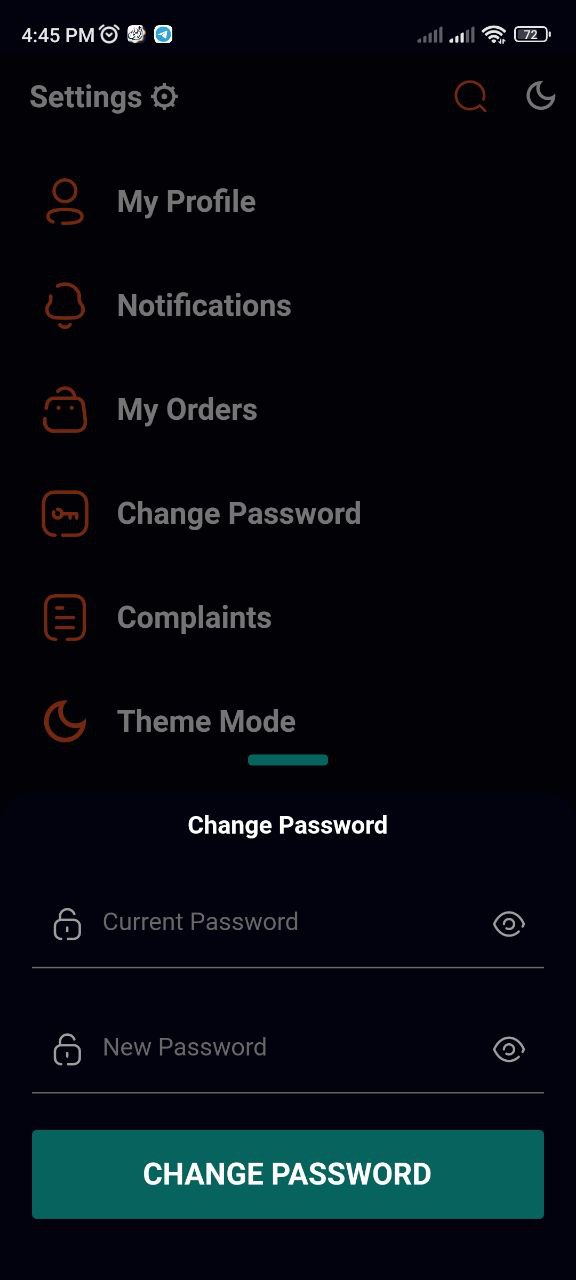 4:45 PM
72
Settings
My Profile
Notifications
My Orders
Change Password
Complaints
Theme Mode
Change Password
Current Password
New Password
CHANGE PASSWORD